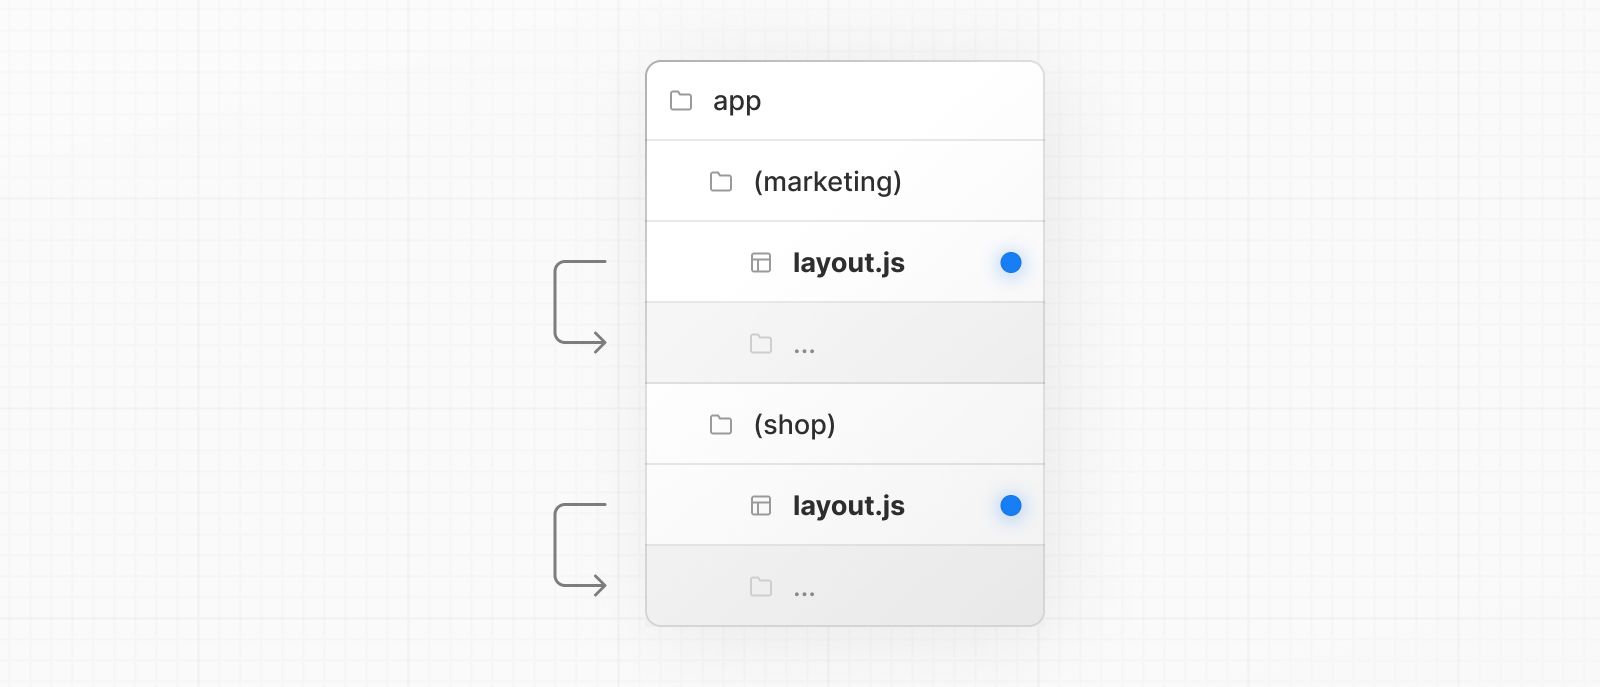 app
(marketing)
layout.js
...
(shop)
layout.js
...